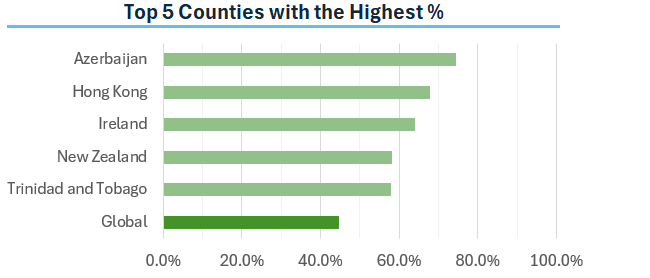 Top 5 Counties with the Highest %
Azerbaijan
Hong Kong
Ireland
New Zealand
Trinidad and Tobago
Global
0.0% 20.0% 40.0% 60.0% 80.0% 100.0%